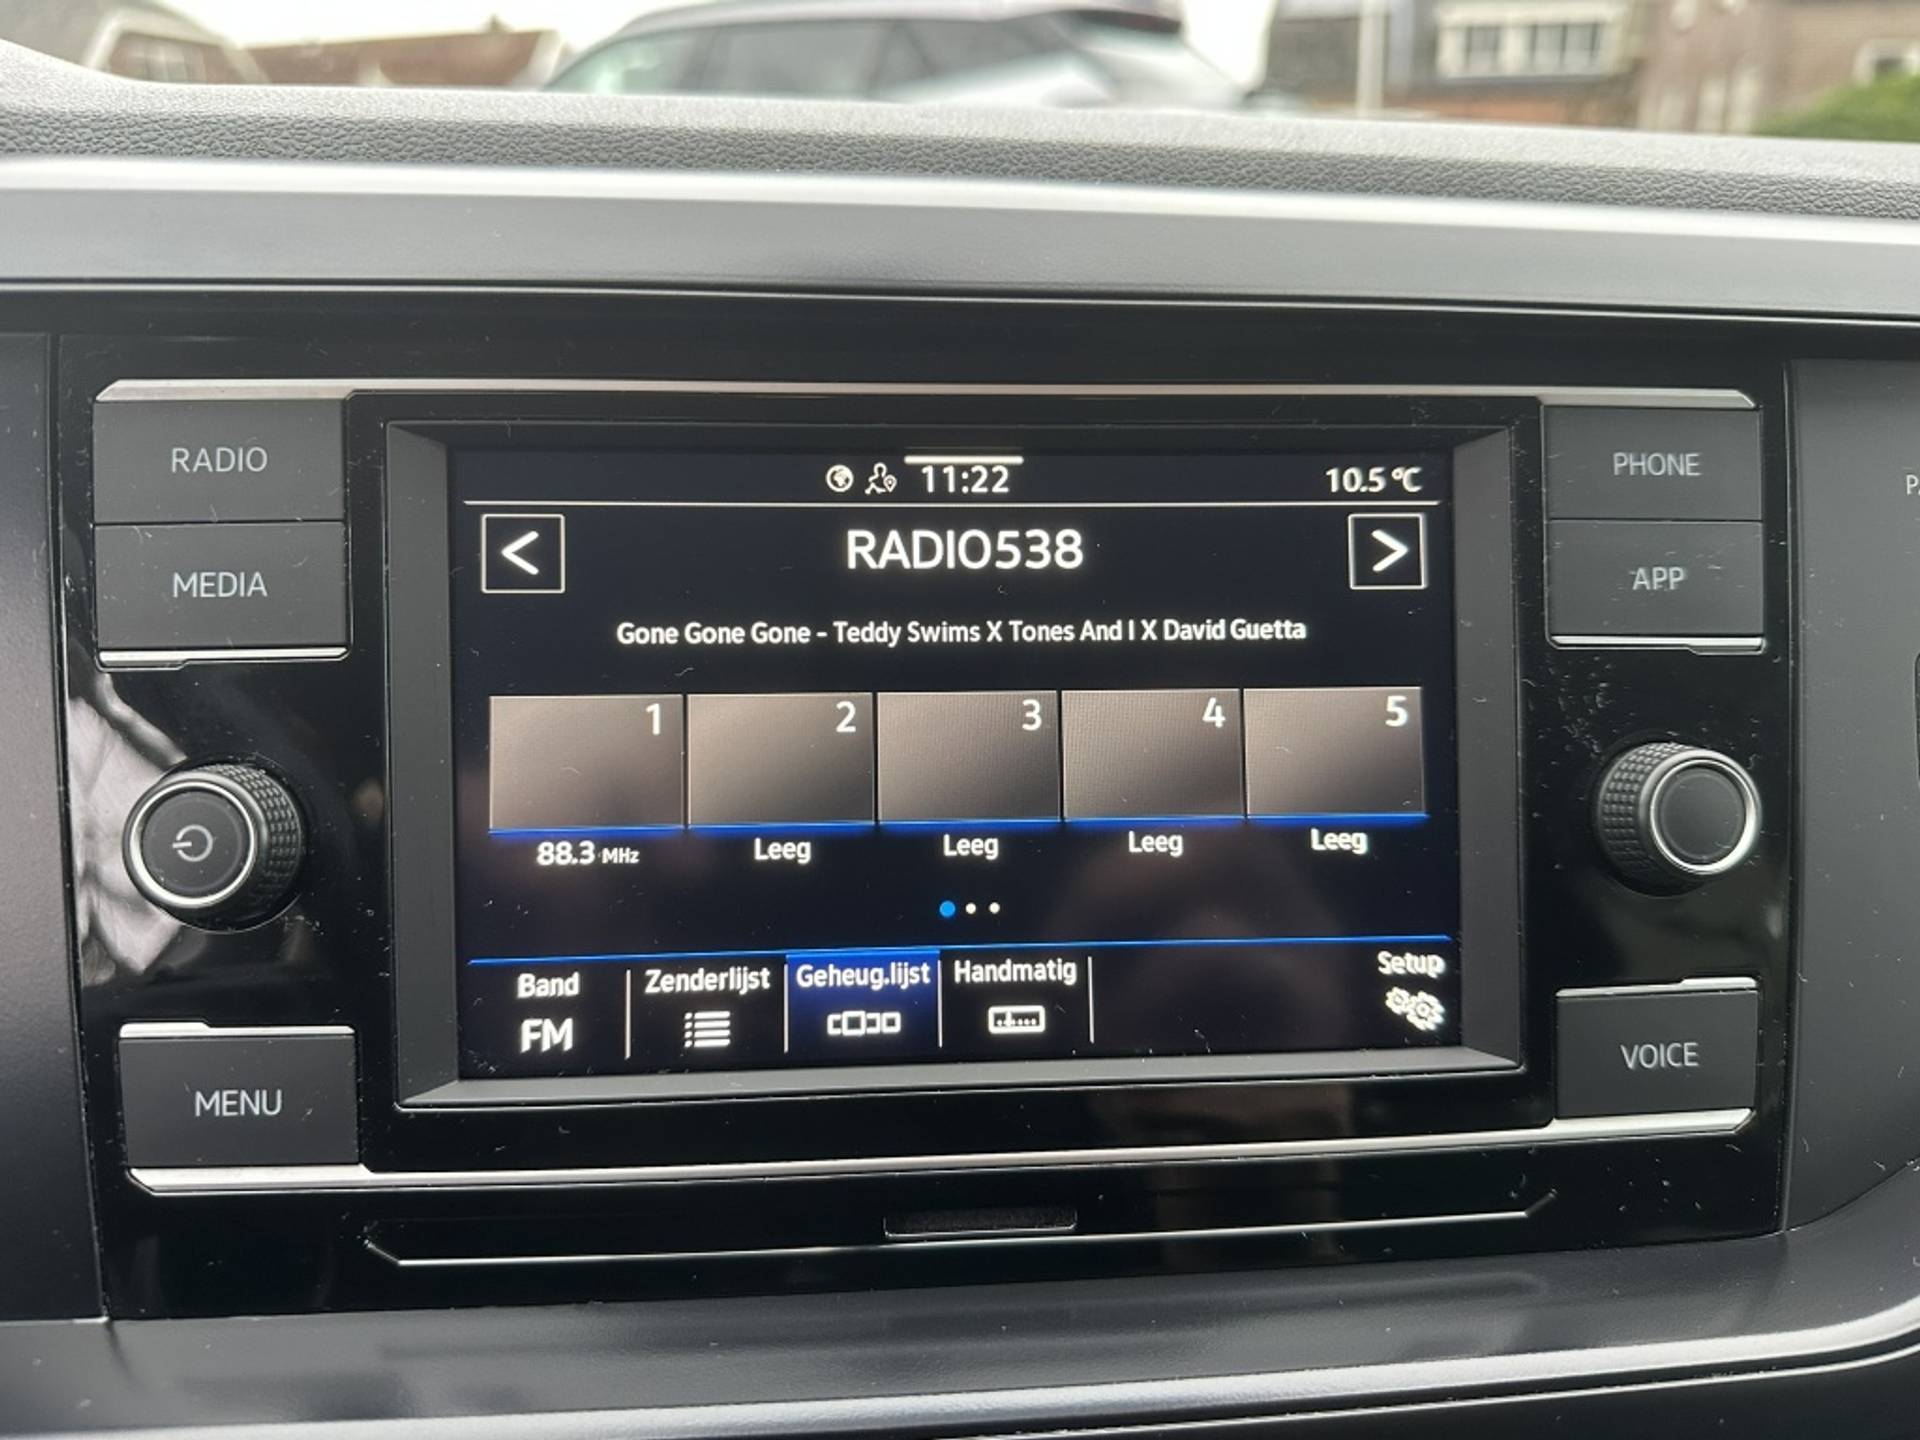 RADIO
MEDIA
MENU
11:22
10.5 °C
<
RADIO538
>
Gone Gone Gone - Teddy Swims X Tones And I X David Guetta
1
2
3
4
5
88.3 MHz
Leeg
Leeg
Leeg
Leeg
Band
FM
Zenderlijst
Geheug.lijst
Handmatig
Setup
PHONE
APP
VOICE